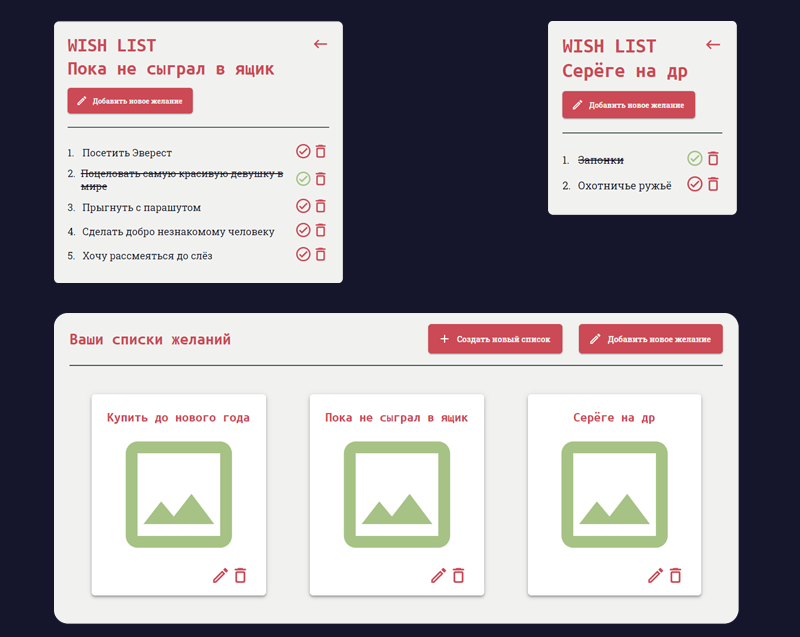 WISH LIST
Пока не сыграл в ящик
Добавить новое желание
1. Посетить Эверест
2. Поцеловать самую красивую девушку в
мире
3. Прыгнуть с парашутом
4. Сделать добро незнакомому человеку
5. Хочу рассмеяться до слёз
WISH LIST
Серёге на др
Добавить новое желание
1. Запонки
2. Охотничье ружьё
Ваши списки желаний
Создать новый список
Добавить новое желание
Купить до нового года
Пока не сыграл в ящик
Серёге на др